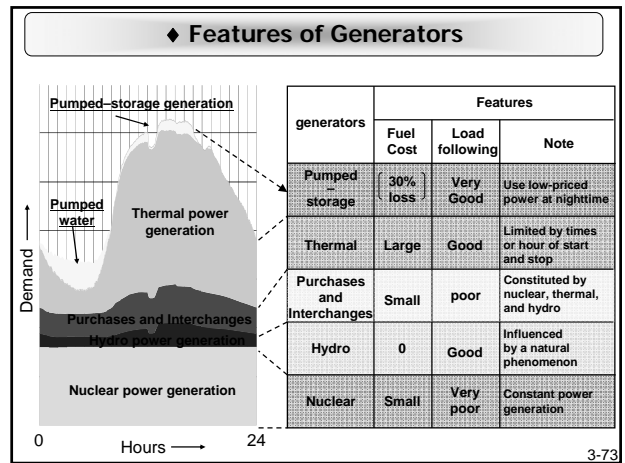 ♦ Features of Generators
Pumped–storage generation
Pumped
water
Thermal power
generation
Purchases and Interchanges
Hydro power generation
Nuclear power generation
Demand
0
Hours
24
generators
Features
Fuel
Cost
Load
following
Note
Pumped
–
storage
30%
loss
Very
Good
Use low-priced
power at nighttime
Thermal
Large
Good
Limited by times
or hour of start
and stop
Purchases
and
Interchanges
Small
poor
Constituted by
nuclear, thermal,
and hydro
Hydro
0
Good
Influenced
by a natural
phenomenon
Nuclear
Small
Very
poor
Constant power
generation
3-73